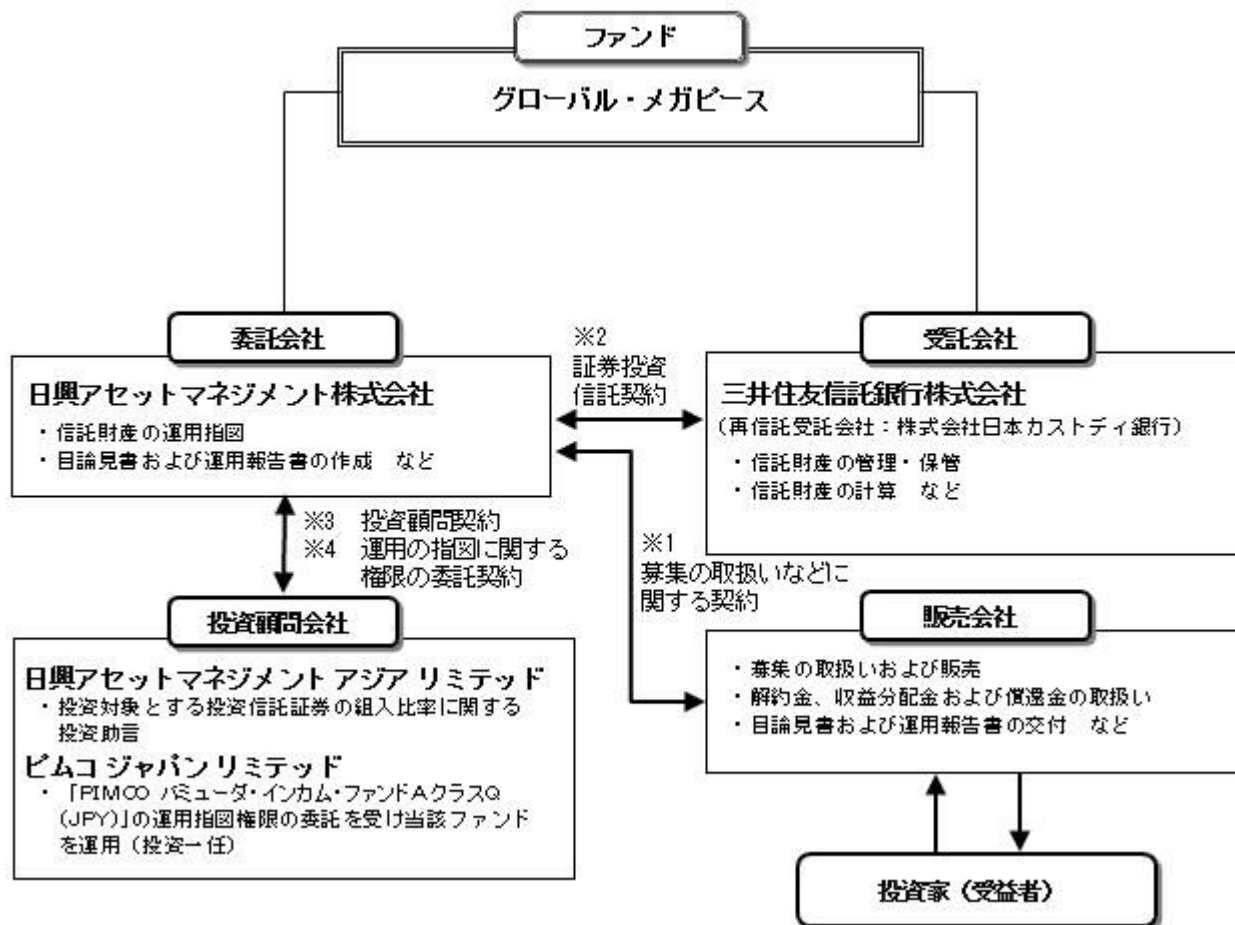 ファンド
グローバル・メガピース
委託会社
日興アセットマネジメント株式会社
・信託財産の運用指図
・目論見書および運用報告書の作成　など
※2
証券投資
信託契約
受託会社
三井住友信託銀行株式会社
（再信託受託会社：株式会社日本カストディ銀行）
・信託財産の管理・保管
・信託財産の計算　など
※3　投資顧問契約
※4　運用の指図に関する
権限の委託契約
※1
募集の取扱いなどに
関する契約
投資顧問会社
日興アセットマネジメント アジア リミテッド
・投資対象とする投資信託証券の組入比率に関する
投資助言
ピムコ ジャパン リミテッド
・「PIMCO バミューダ・インカム・ファンドAクラスQ
（JPY）」の運用指図権限の委託を受け当該ファンド
を運用（投資一任）
販売会社
・募集の取扱いおよび販売
・解約金、収益分配金および償還金の取扱い
・目論見書および運用報告書の交付　など
投資家（受益者）